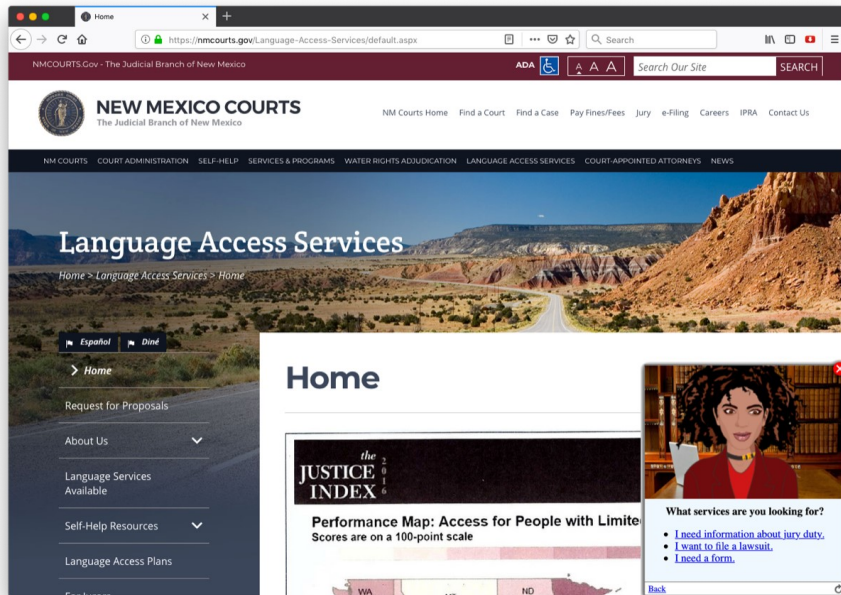 Home
https://nmcourts.gov/Language-Access-Services/default.aspx
Search
NMCOURTS.Gov - The Judicial Branch of New Mexico
ADA
A A A
Search Our Site
SEARCH
NEW MEXICO COURTS
The Judicial Branch of New Mexico
NM Courts Home Find a Court Find a Case Pay Fines/Fees Jury e-Filing Careers IPRA Contact Us
NM COURTS COURT ADMINISTRATION SELF-HELP SERVICES & PROGRAMS WATER RIGHTS ADJUDICATION LANGUAGE ACCESS SERVICES COURT-APPOINTED ATTORNEYS NEWS
Language Access Services
Home > Language Access Services > Home
Español Diné
Home
Request for Proposals
About Us
Language Services
Available
Self-Help Resources
Language Access Plans
Home
the
JUSTICE
INDEX
2016
Performance Map: Access for People with Limite
Scores are on a 100-point scale
WA
ND
What services are you looking for?
I need information about jury duty.
I want to file a lawsuit.
I need a form.
Back